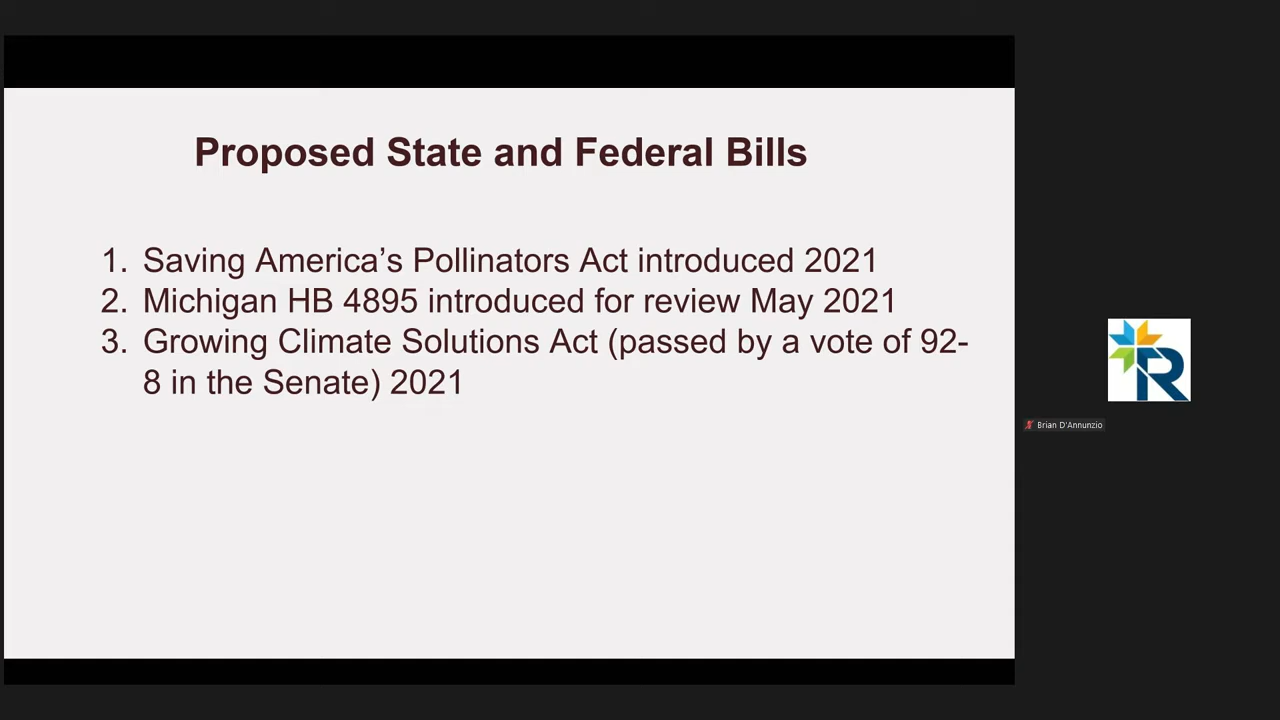 Proposed State and Federal Bills
1. Saving America’s Pollinators Act introduced 2021
2. Michigan HB 4895 introduced for review May 2021
3. Growing Climate Solutions Act (passed by a vote of 92-
8 in the Senate) 2021
R
Brian D'Annunzio